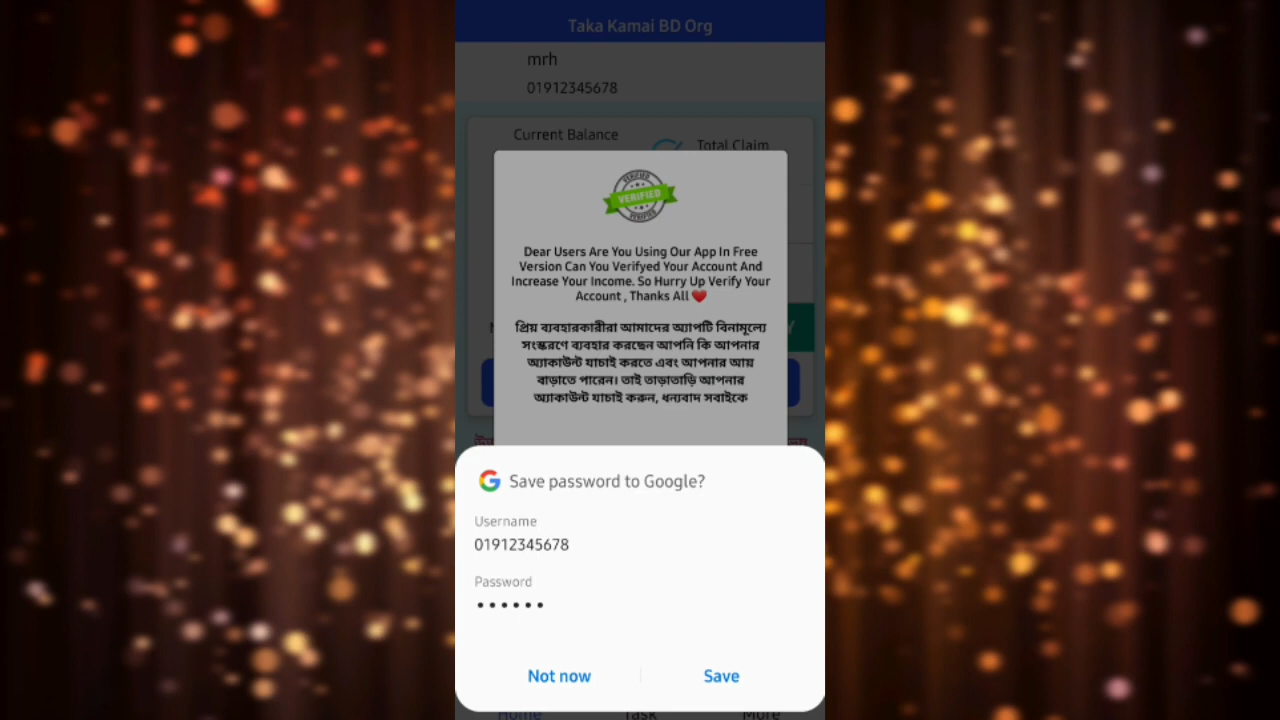 Taka Kamai BD Org
mrh
01912345678
Current Balance
Total Claim
VERIFIED
VERIFIED
VERIFIED
Dear Users Are You Using Our App In Free
Version Can You Verifyed Your Account And
Increase Your Income. So Hurry Up Verify Your
Account , Thanks All ❤️
প্রিয় ব্যবহারকারীরা আমাদের অ্যাপটি বিনামূল্যে
সংস্করণে ব্যবহার করছেন আপনি কি আপনার
অ্যাকাউন্ট যাচাই করতে এবং আপনার আয়
বাড়াতে পারেন। তাই তাড়াতাড়ি আপনার
অ্যাকাউন্ট যাচাই করুন, ধন্যবাদ সবাইকে
Save password to Google?
Username
01912345678
Password
••••••
Not now
Save
Home
Task
More